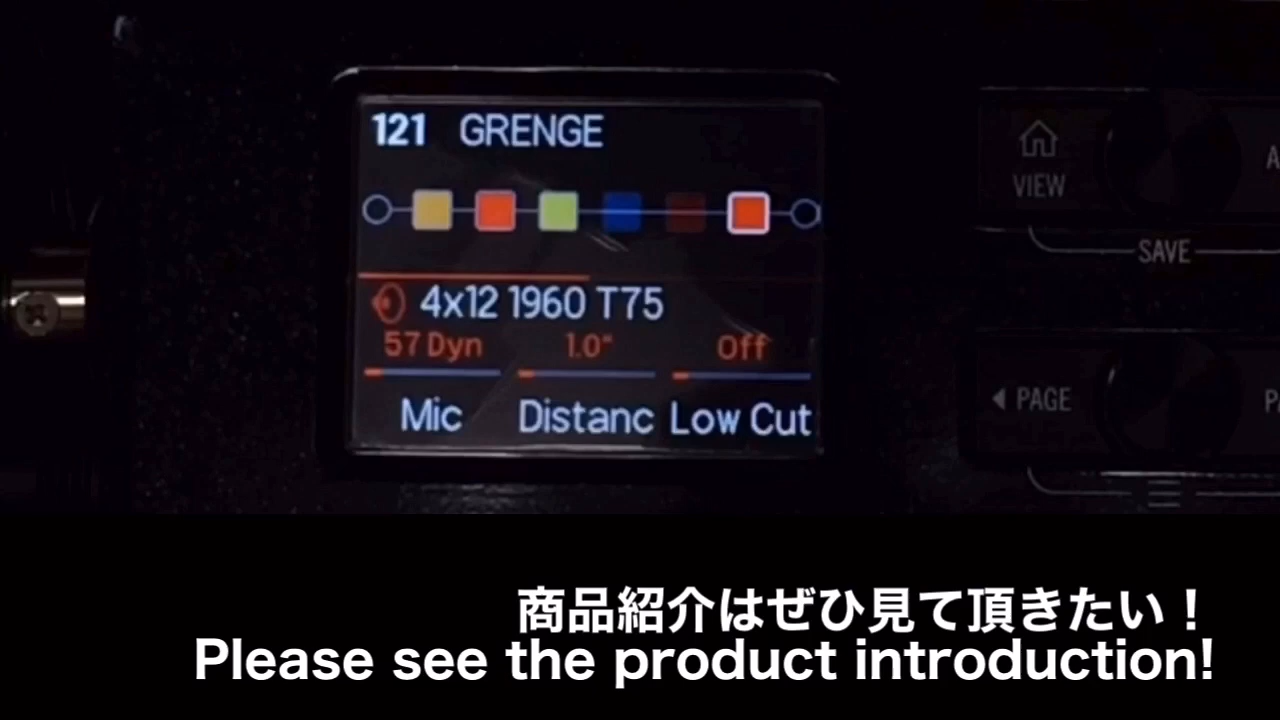 121 GRENGE
4x12 1960 T75
57 Dyn 1.0" Off
Mic Distanc Low Cut
VIEW
SAVE
PAGE
商品紹介はぜひ見て頂きたい！
Please see the product introduction!